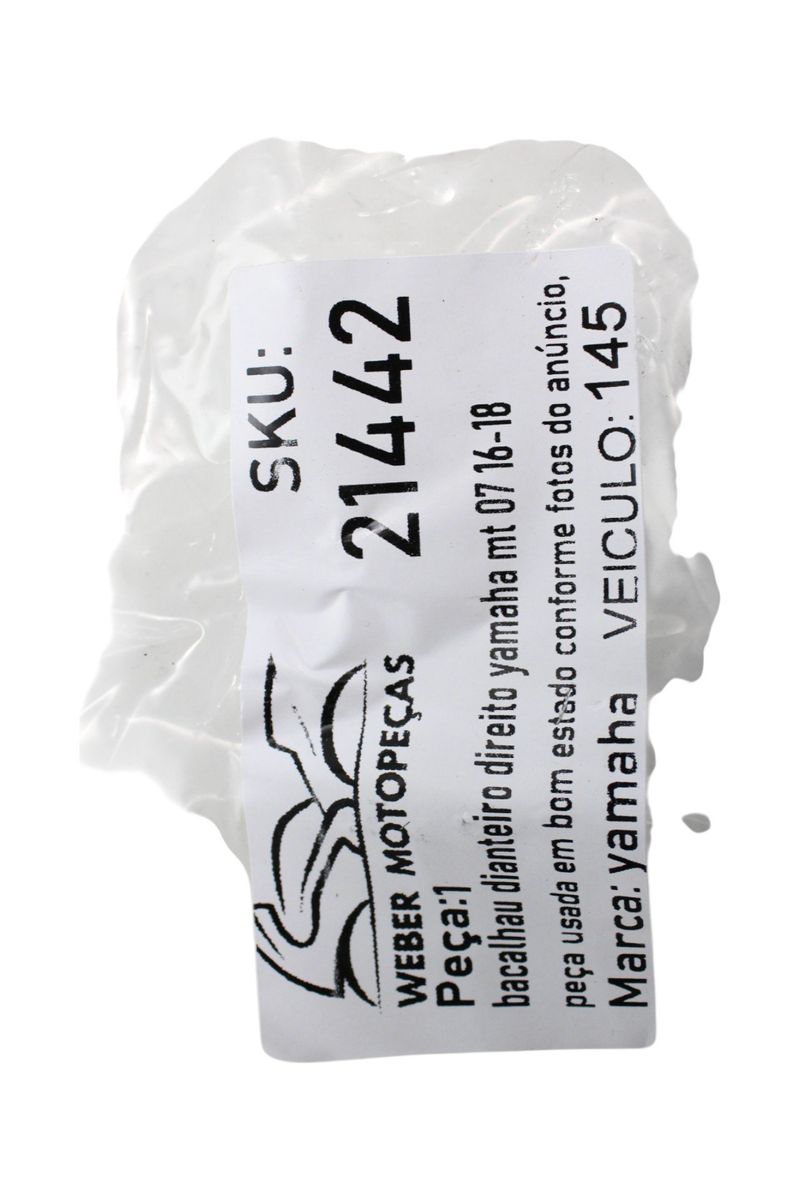 SKU:
21442
WEBER MOTOPEÇAS
Peça:1
bacalhau dianteiro direito yamaha mt 07 16-18
peça usada em bom estado conforme fotos do anúncio,
Marca: yamaha VEICULO: 145